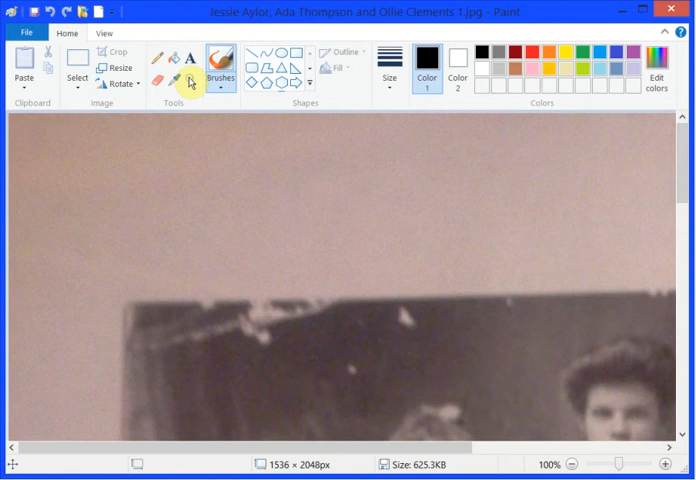 Jessie Aylor, Ada Thompson and Ollie Clements 1.jpg - Paint
File Home View
Paste
Clipboard
Select
Crop
Resize
Rotate
Image
A
Tools
Brushes
Outline
Fill
Shapes
Size
Color
1
Color
2
Edit
colors
Colors
1536 × 2048px
Size: 625.3KB
100%